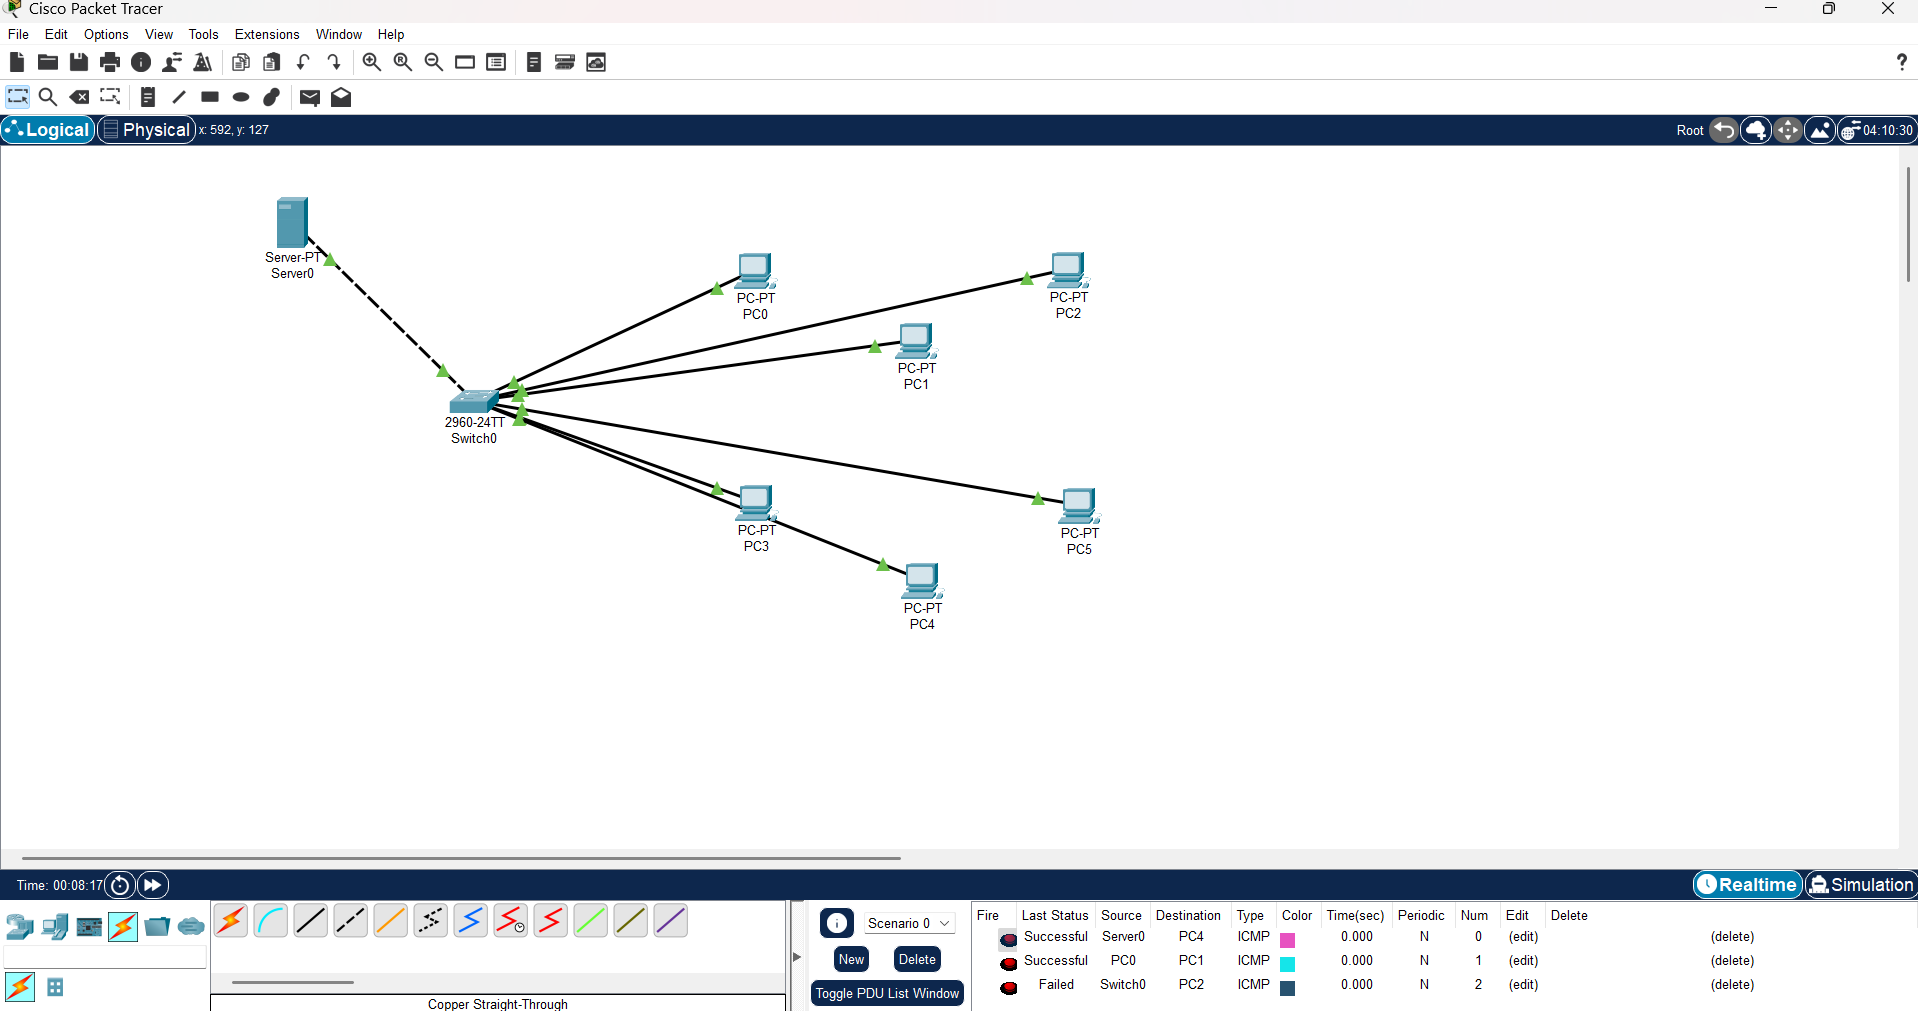 Cisco Packet Tracer
File Edit Options View Tools Extensions Window Help
Logical Physical x: 592, y: 127 Root 04:10:30
Server-PT
Server0
PC-PT
PC0
PC-PT
PC2
PC-PT
PC1
2960-24TT
Switch0
PC-PT
PC3
PC-PT
PC5
PC-PT
PC4
Time: 00:08:17 Realtime Simulation
Scenario 0
New Delete
Toggle PDU List Window
Fire Last Status Source Destination Type Color Time(sec) Periodic Num Edit Delete
Successful Server0 PC4 ICMP 0.000 N 0 (edit) (delete)
Successful PC0 PC1 ICMP 0.000 N 1 (edit) (delete)
Failed Switch0 PC2 ICMP 0.000 N 2 (edit) (delete)
Copper Straight-Through